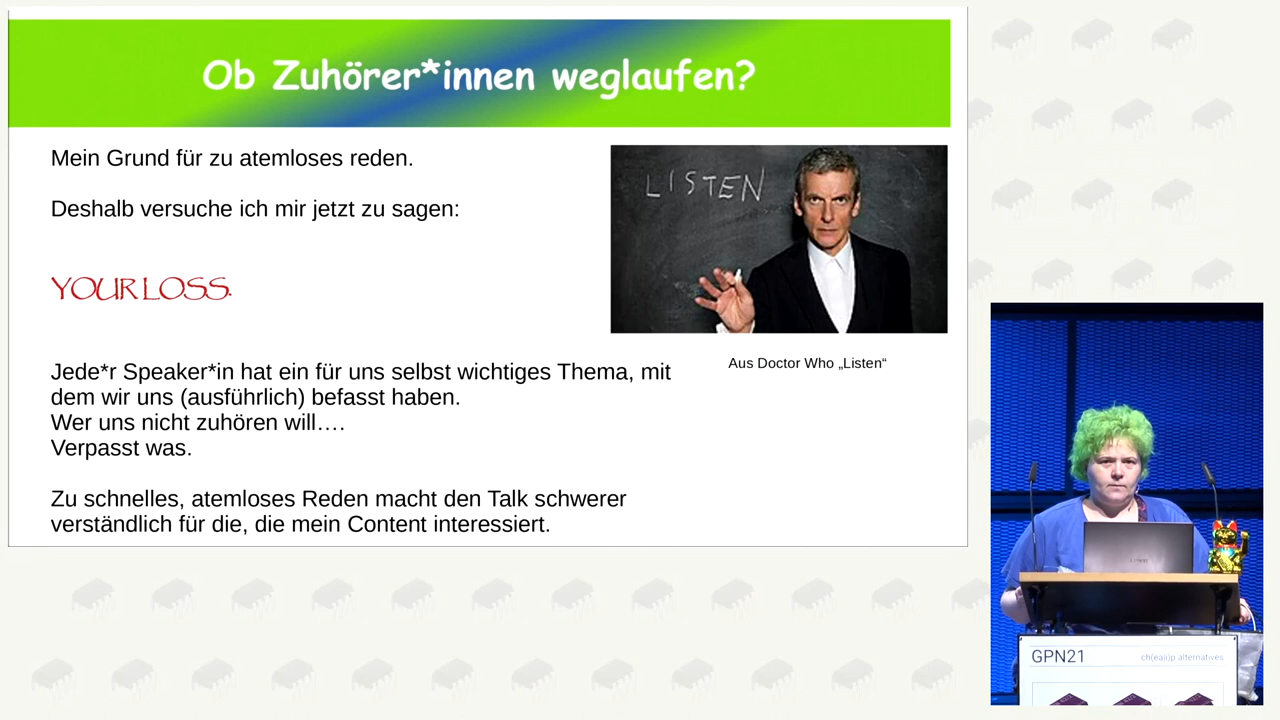 Ob Zuhörer*innen weglaufen?
Mein Grund für zu atemloses reden.
Deshalb versuche ich mir jetzt zu sagen:
YOUR LOSS.
LISTEN
Aus Doctor Who „Listen“
Jede*r Speaker*in hat ein für uns selbst wichtiges Thema, mit
dem wir uns (ausführlich) befasst haben.
Wer uns nicht zuhören will….
Verpasst was.
Zu schnelles, atemloses Reden macht den Talk schwerer
verständlich für die, die mein Content interessiert.
GPN21
ch(ea)i)p alternatives